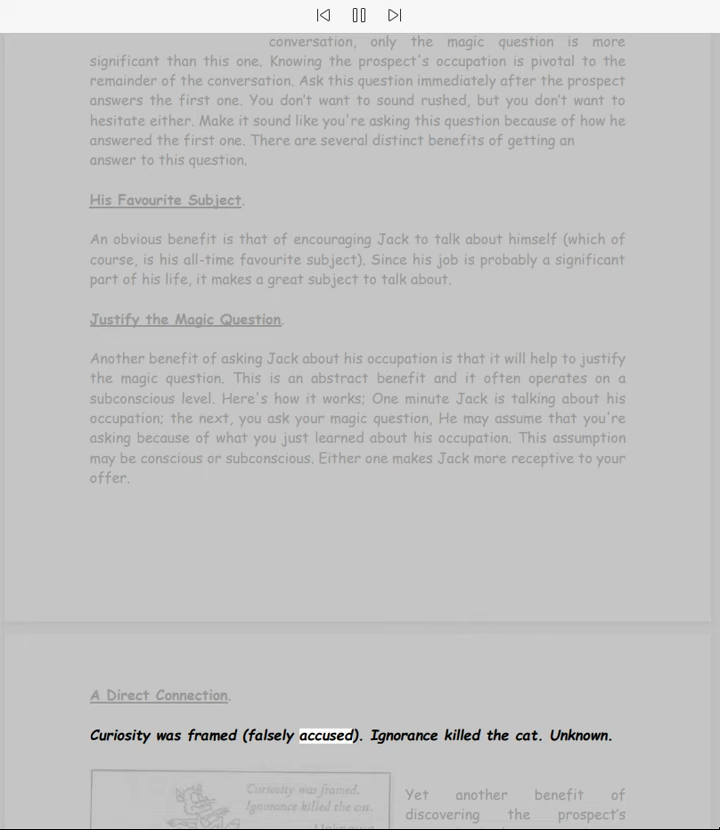 conversation, only the magic question is more
significant than this one. Knowing the prospect's occupation is pivotal to the
remainder of the conversation. Ask this question immediately after the prospect
answers the first one. You don't want to sound rushed, but you don't want to
hesitate either. Make it sound like you're asking this question because of how he
answered the first one. There are several distinct benefits of getting an
answer to this question.
His Favourite Subject.
An obvious benefit is that of encouraging Jack to talk about himself (which of
course, is his all-time favourite subject). Since his job is probably a significant
part of his life, it makes a great subject to talk about.
Justify the Magic Question.
Another benefit of asking Jack about his occupation is that it will help to justify
the magic question. This is an abstract benefit and it often operates on a
subconscious level. Here's how it works; One minute Jack is talking about his
occupation; the next, you ask your magic question, He may assume that you're
asking because of what you just learned about his occupation. This assumption
may be conscious or subconscious. Either one makes Jack more receptive to your
offer.
A Direct Connection.
Curiosity was framed (falsely accused). Ignorance killed the cat. Unknown.
Curiosity was framed.
Ignorance killed the cat.
Unknown
Yet another benefit of
discovering the prospect's